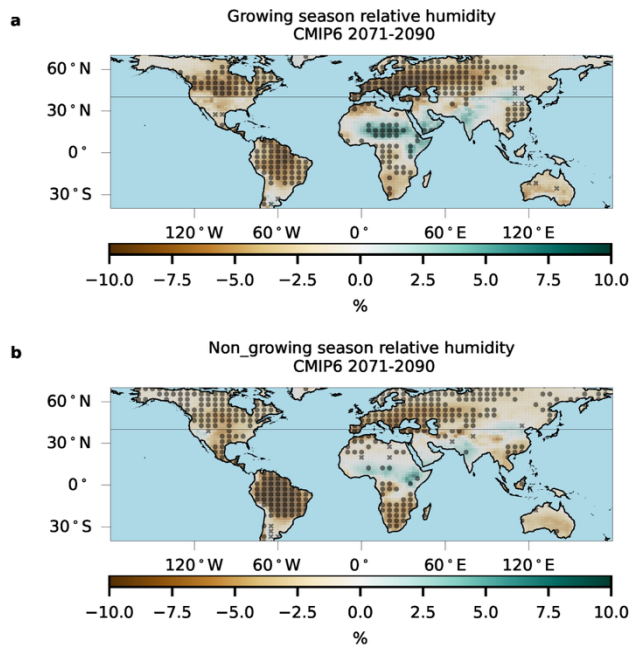 a
Growing season relative humidity
CMIP6 2071-2090
60°N
30°N
0°
30°S
120°W 60°W 0° 60°E 120°E
−10.0 −7.5 −5.0 −2.5 0.0 2.5 5.0 7.5 10.0
%
b
Non_growing season relative humidity
CMIP6 2071-2090
60°N
30°N
0°
30°S
120°W 60°W 0° 60°E 120°E
−10.0 −7.5 −5.0 −2.5 0.0 2.5 5.0 7.5 10.0
%